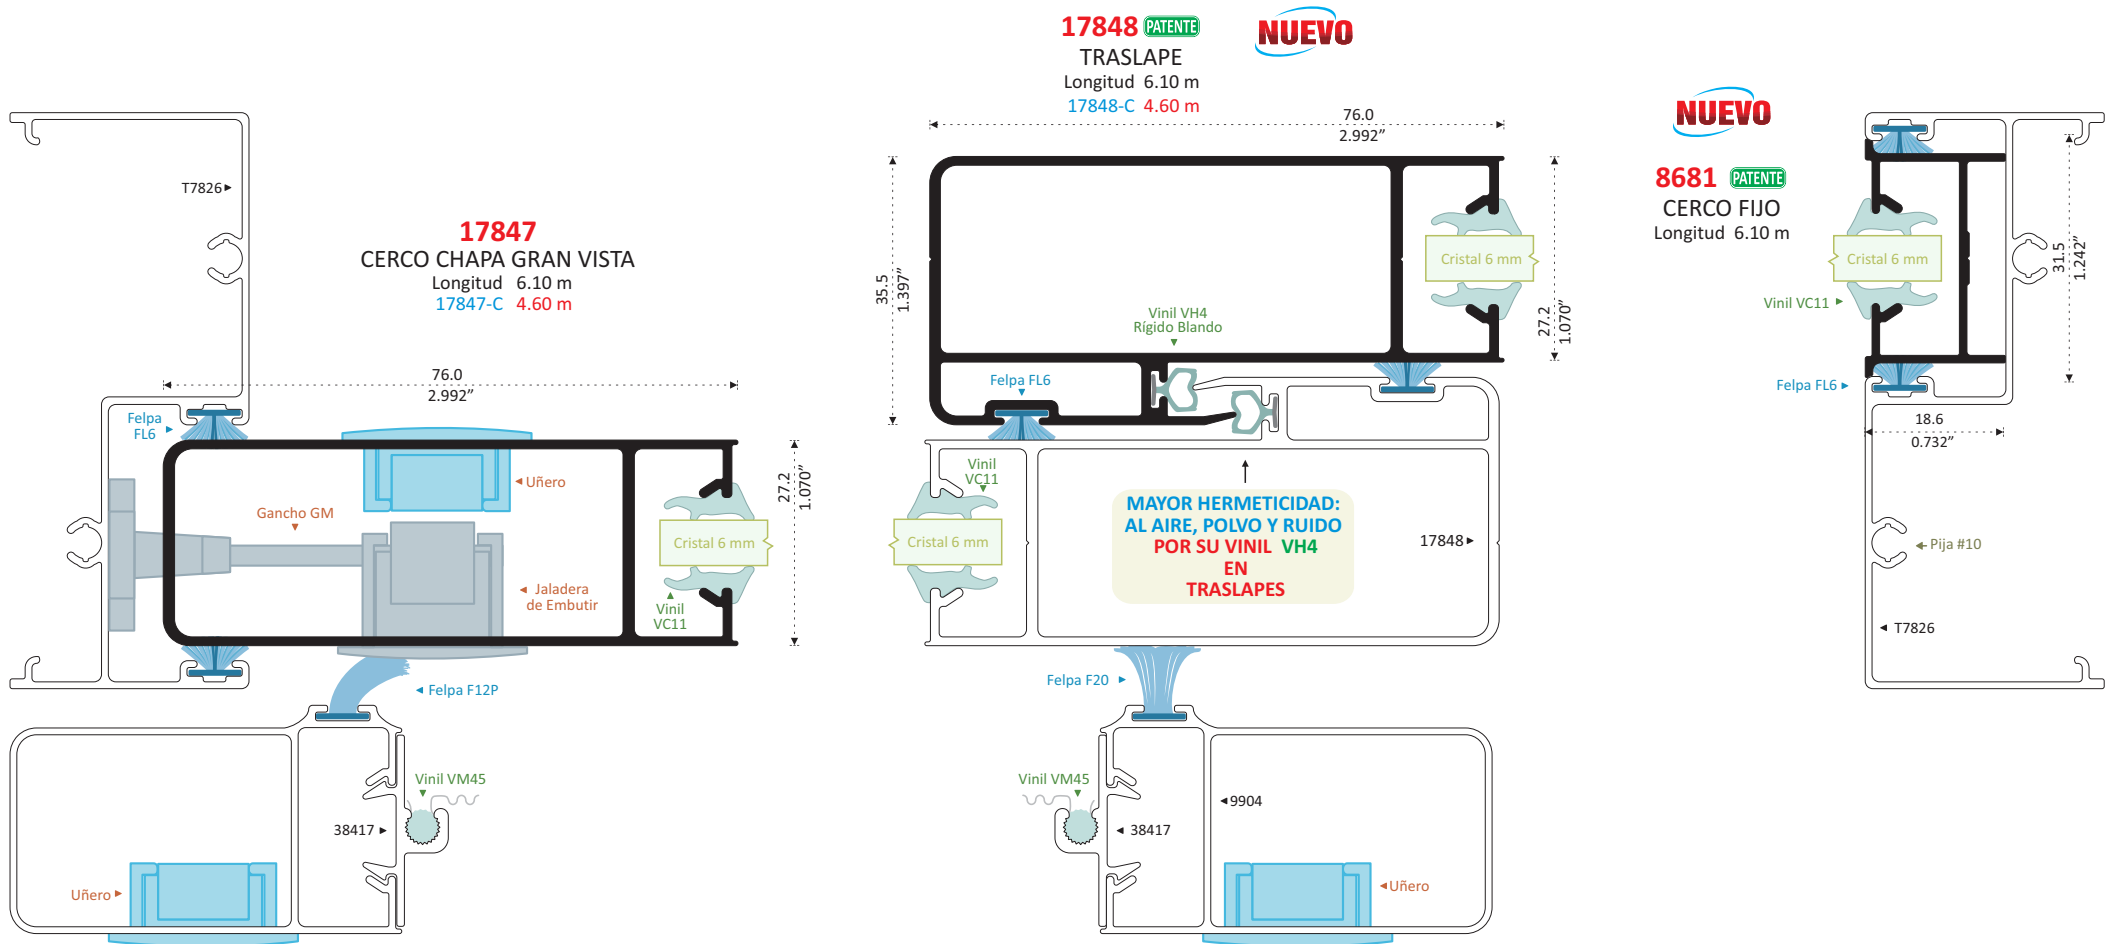 17848 PATENTE
TRASLAPE
Longitud 6.10 m
17848-C 4.60 m
NUEVO
76.0
2.992”
35.5
1.397”
27.2
1.070”
Cristal 6 mm
Vinil VH4
Rígido Blando
Felpa FL6
Vinil
VC11
Cristal 6 mm
MAYOR HERMETICIDAD:
AL AIRE, POLVO Y RUIDO
POR SU VINIL VH4
EN
TRASLAPES
17848
Felpa F20
Vinil VM45
38417
9904
Uñero
T7826
17847
CERCO CHAPA GRAN VISTA
Longitud 6.10 m
17847-C 4.60 m
76.0
2.992”
27.2
1.070”
Felpa
FL6
Uñero
Gancho GM
Cristal 6 mm
Jaladera
de Embutir
Vinil
VC11
Felpa F12P
Vinil VM45
38417
Uñero
NUEVO
8681 PATENTE
CERCO FIJO
Longitud 6.10 m
Cristal 6 mm
31.5
1.242”
Vinil VC11
Felpa FL6
18.6
0.732”
Pija #10
T7826